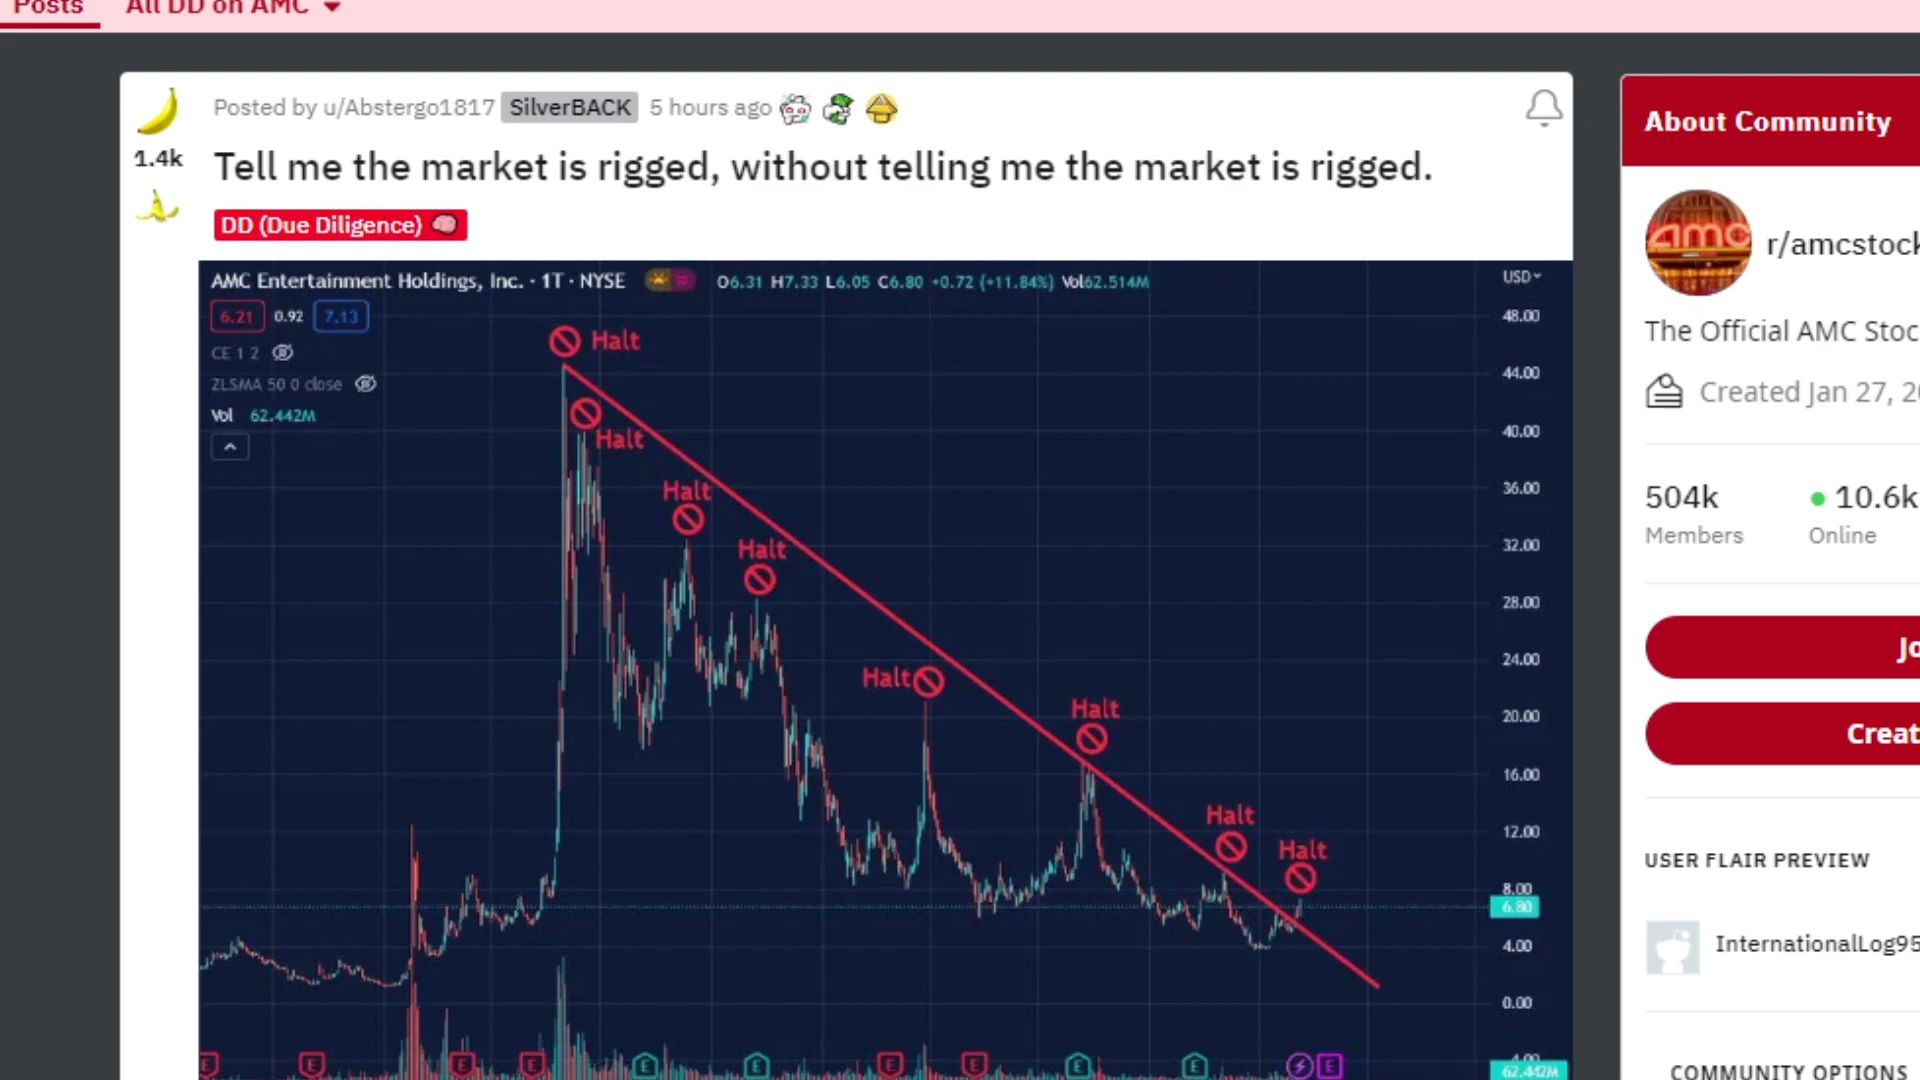 Posts
All DD on AMC
Posted by u/Abstergo1817 SilverBACK 5 hours ago
1.4k
Tell me the market is rigged, without telling me the market is rigged.
DD (Due Diligence)
AMC Entertainment Holdings, Inc. · 1T · NYSE
O6.31 H7.33 L6.05 C6.80 +0.72 (+11.84%) Vol62.514M
USD
6.21 0.92 7.13
CE 1 2
ZLSMA 50 0 close
Vol 62.442M
Halt
Halt
Halt
Halt
Halt
Halt
Halt
Halt
48.00
44.00
40.00
36.00
32.00
28.00
24.00
20.00
16.00
12.00
8.00
6.80
4.00
0.00
62.442M
E
E
E
E
E
E
E
E
E
E
E
About Community
amc
r/amcstock
The Official AMC Stoc
Created Jan 27, 20
504k
Members
10.6k
Online
Jo
Creat
USER FLAIR PREVIEW
InternationalLog95
COMMUNITY OPTIONS